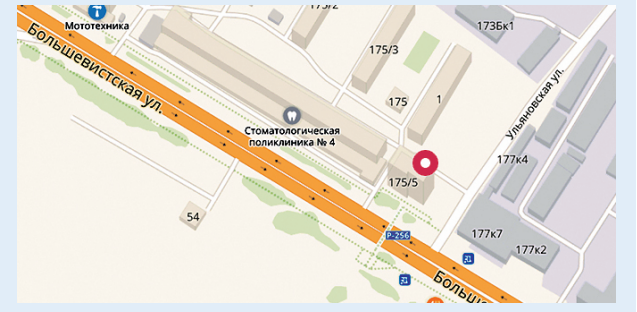 175/2
Мототехника
173Бк1
Большевистская ул.
175/3
175
1
Ульяновская ул.
Стоматологическая
поликлиника № 4
177к4
175/5
54
Р-256
177к7
177к2